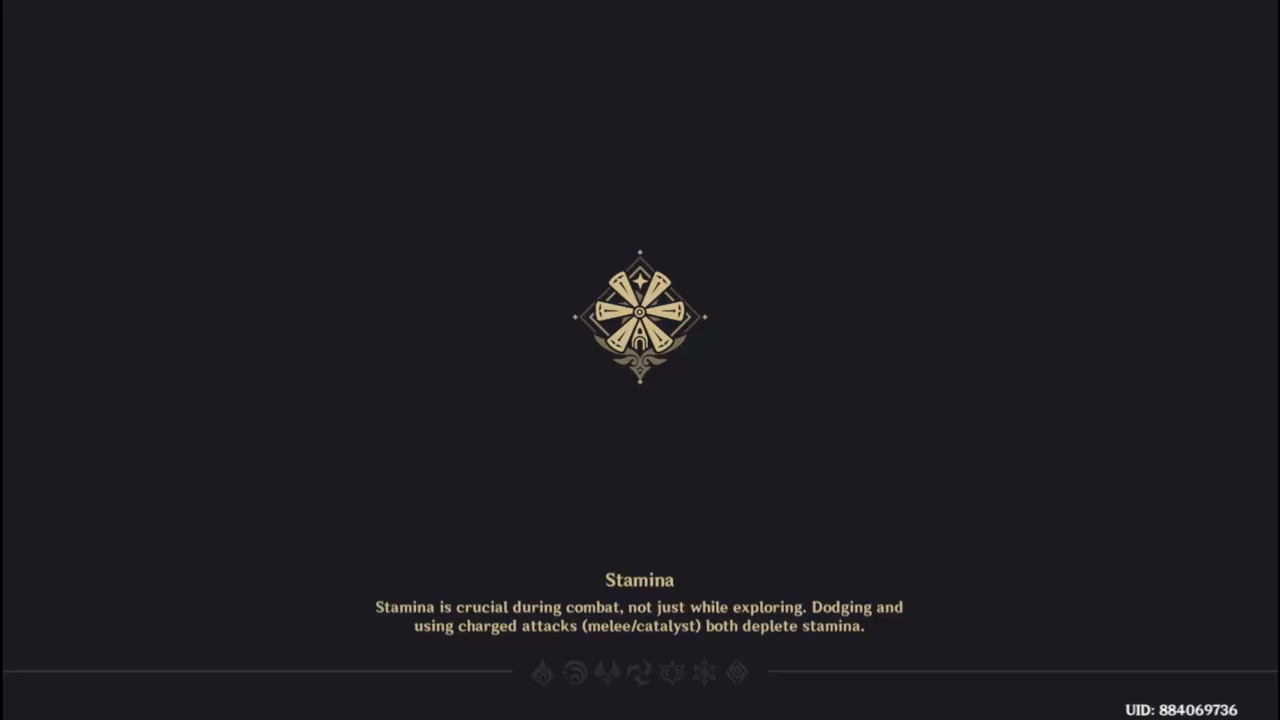 Stamina
Stamina is crucial during combat, not just while exploring. Dodging and
using charged attacks (melee/catalyst) both deplete stamina.
UID: 884069736